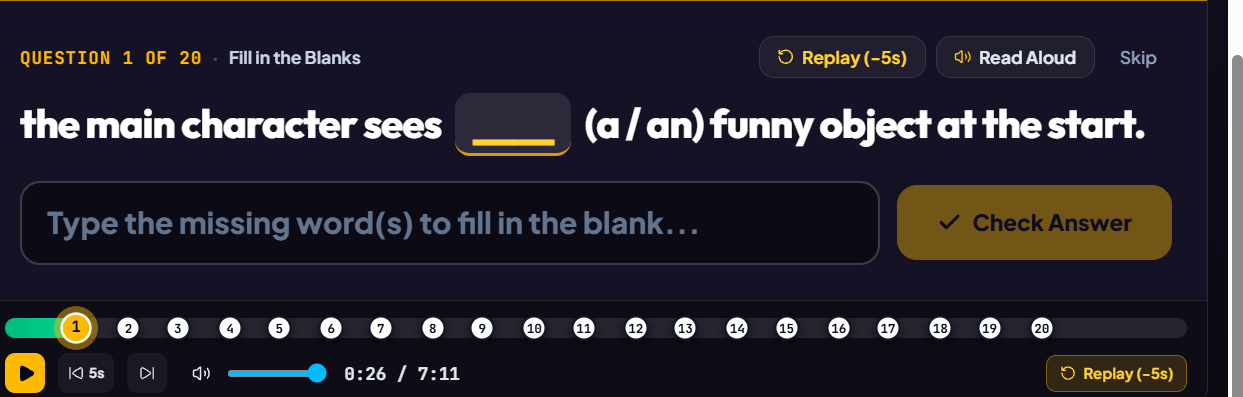 QUESTION 1 OF 20 · Fill in the Blanks
Replay (-5s)
Read Aloud
Skip
the main character sees ______ (a / an) funny object at the start.
Type the missing word(s) to fill in the blank...
Check Answer
1 2 3 4 5 6 7 8 9 10 11 12 13 14 15 16 17 18 19 20
5s
0:26 / 7:11
Replay (-5s)